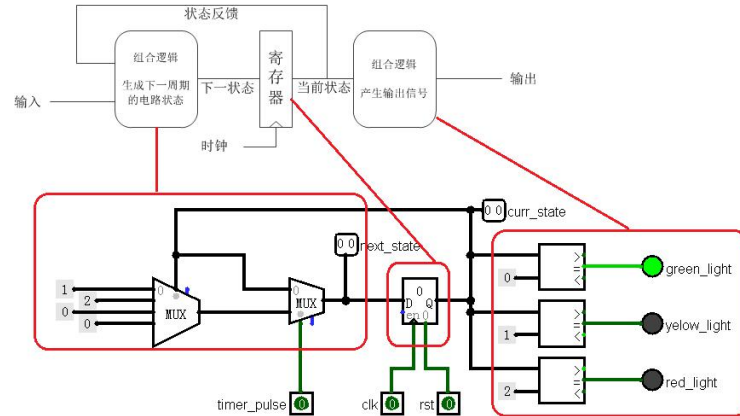 状态反馈
组合逻辑
生成下一周期
的电路状态
输入
下一状态
寄存器
当前状态
组合逻辑
产生输出信号
输出
时钟
0 0 curr_state
0 0 next_state
1
2
0
0
0
MUX
0
MUX
0
D Q
en 0
0
>
=
<
green_light
1
>
=
<
yelow_light
2
>
=
<
red_light
timer_pulse 0
clk 0
rst 0